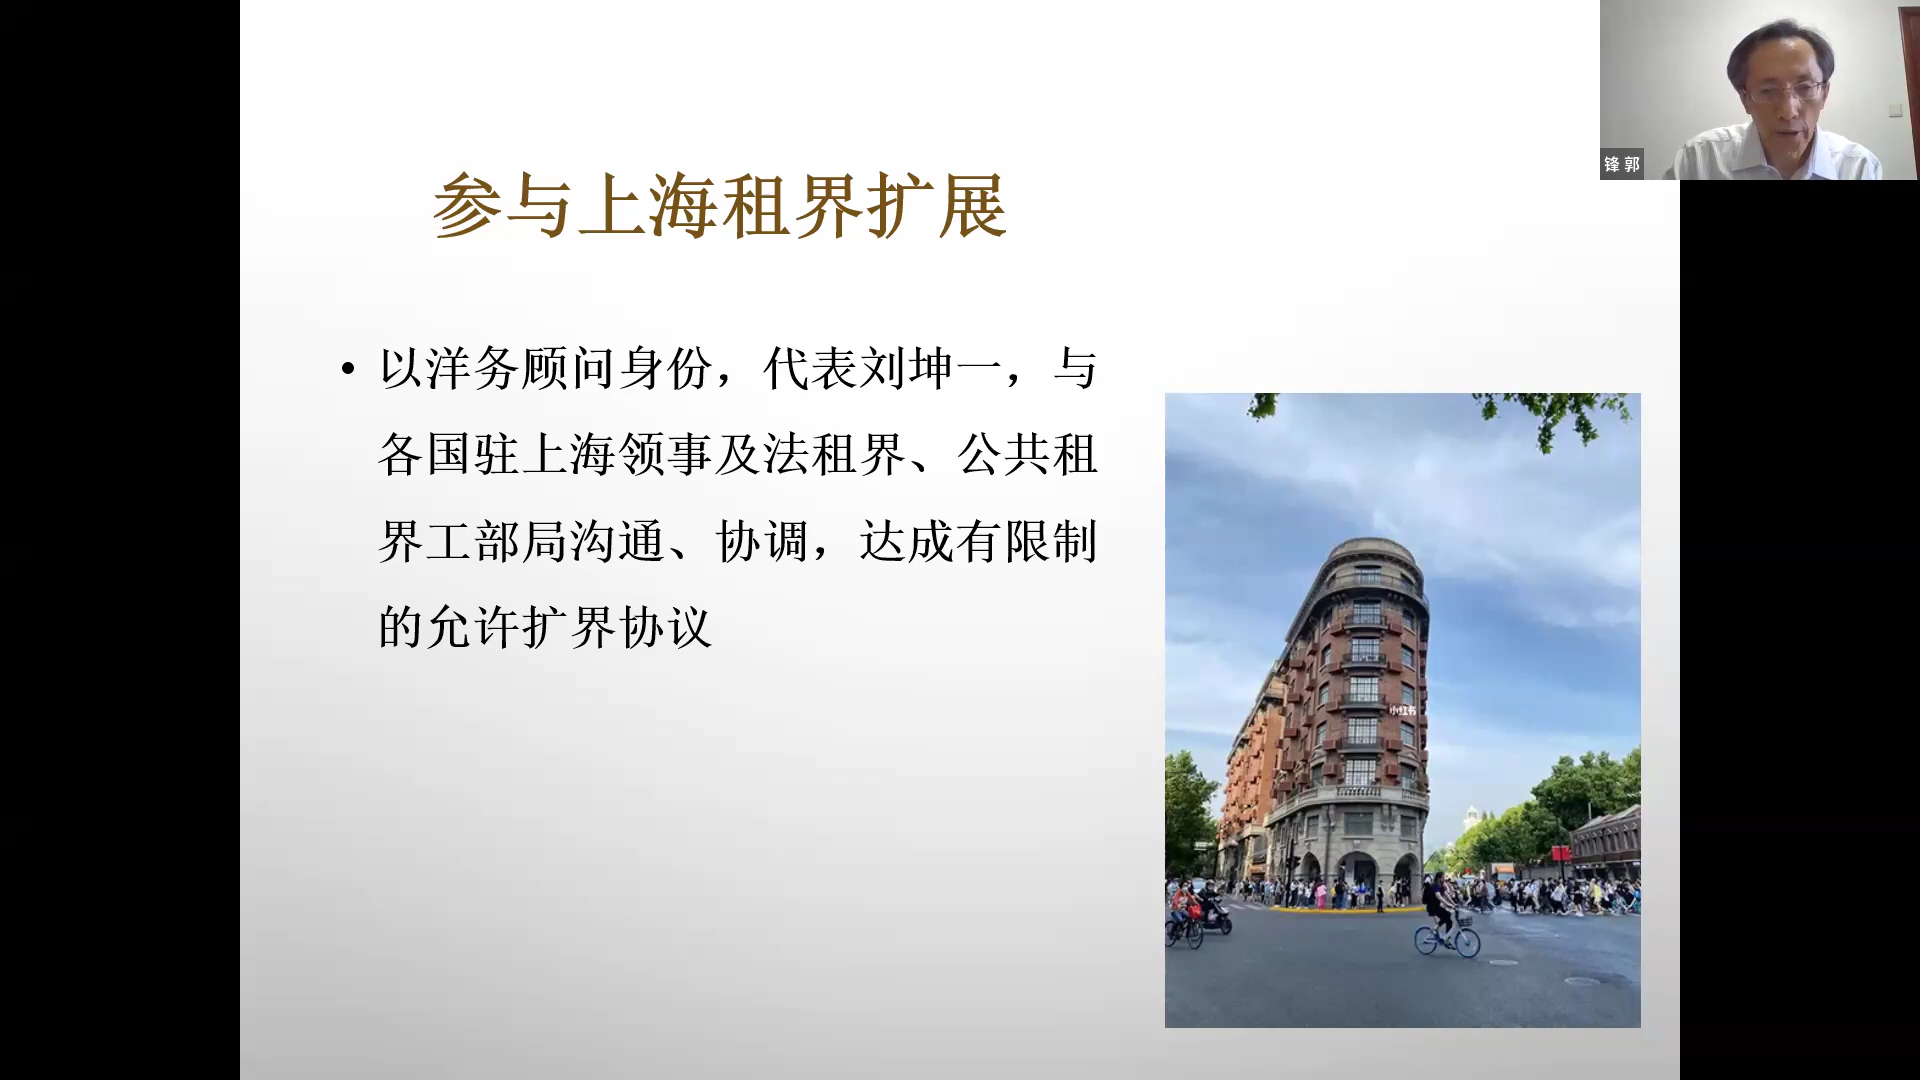 锋 郭
参与上海租界扩展
• 以洋务顾问身份，代表刘坤一，与
各国驻上海领事及法租界、公共租
界工部局沟通、协调，达成有限制
的允许扩界协议
小红书